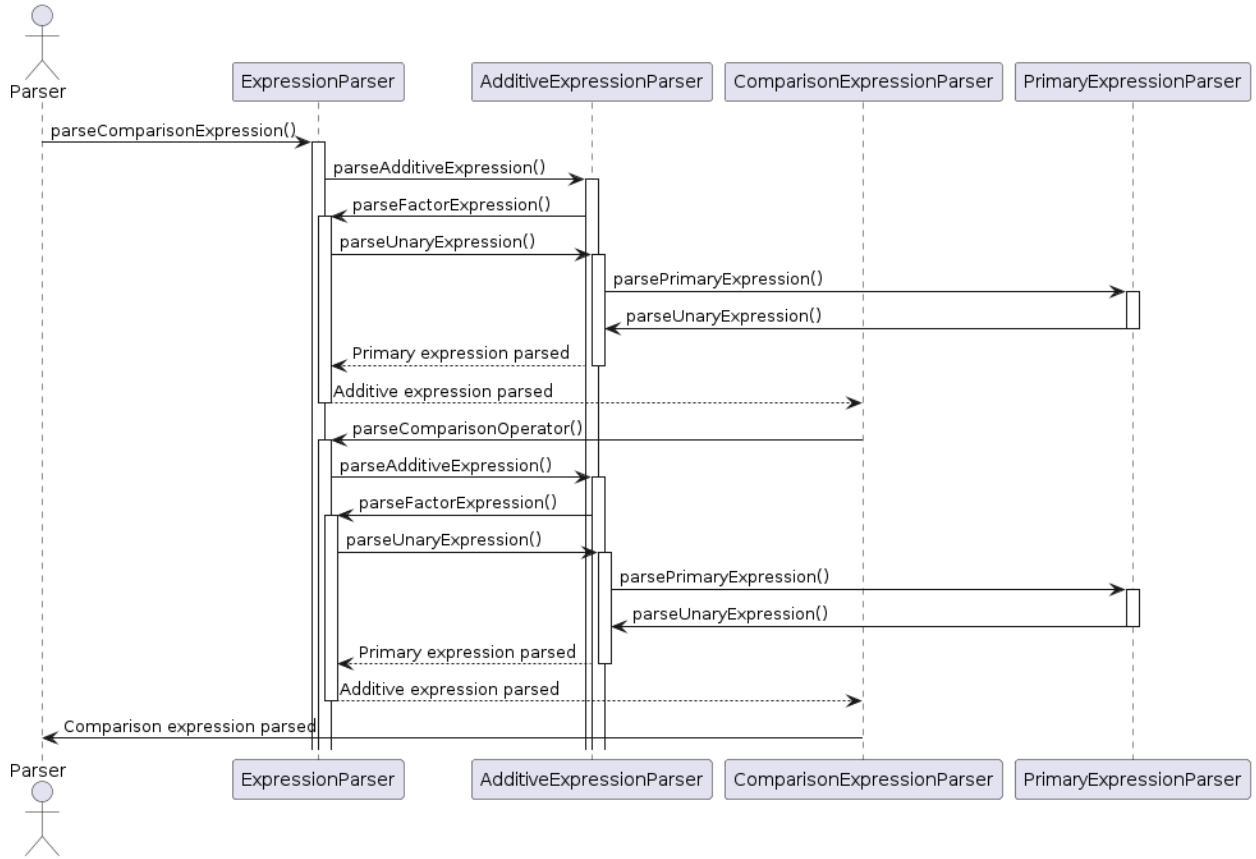 Parser
ExpressionParser
AdditiveExpressionParser
ComparisonExpressionParser
PrimaryExpressionParser
parseComparisonExpression()
parseAdditiveExpression()
parseFactorExpression()
parseUnaryExpression()
parsePrimaryExpression()
parseUnaryExpression()
Primary expression parsed
Additive expression parsed
parseComparisonOperator()
parseAdditiveExpression()
parseFactorExpression()
parseUnaryExpression()
parsePrimaryExpression()
parseUnaryExpression()
Primary expression parsed
Additive expression parsed
Comparison expression parsed
Parser
ExpressionParser
AdditiveExpressionParser
ComparisonExpressionParser
PrimaryExpressionParser